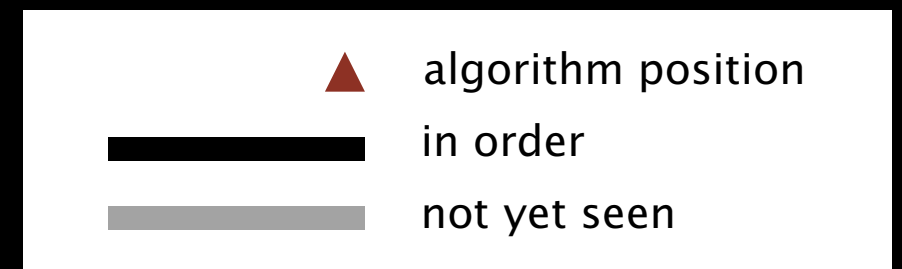 algorithm position
in order
not yet seen